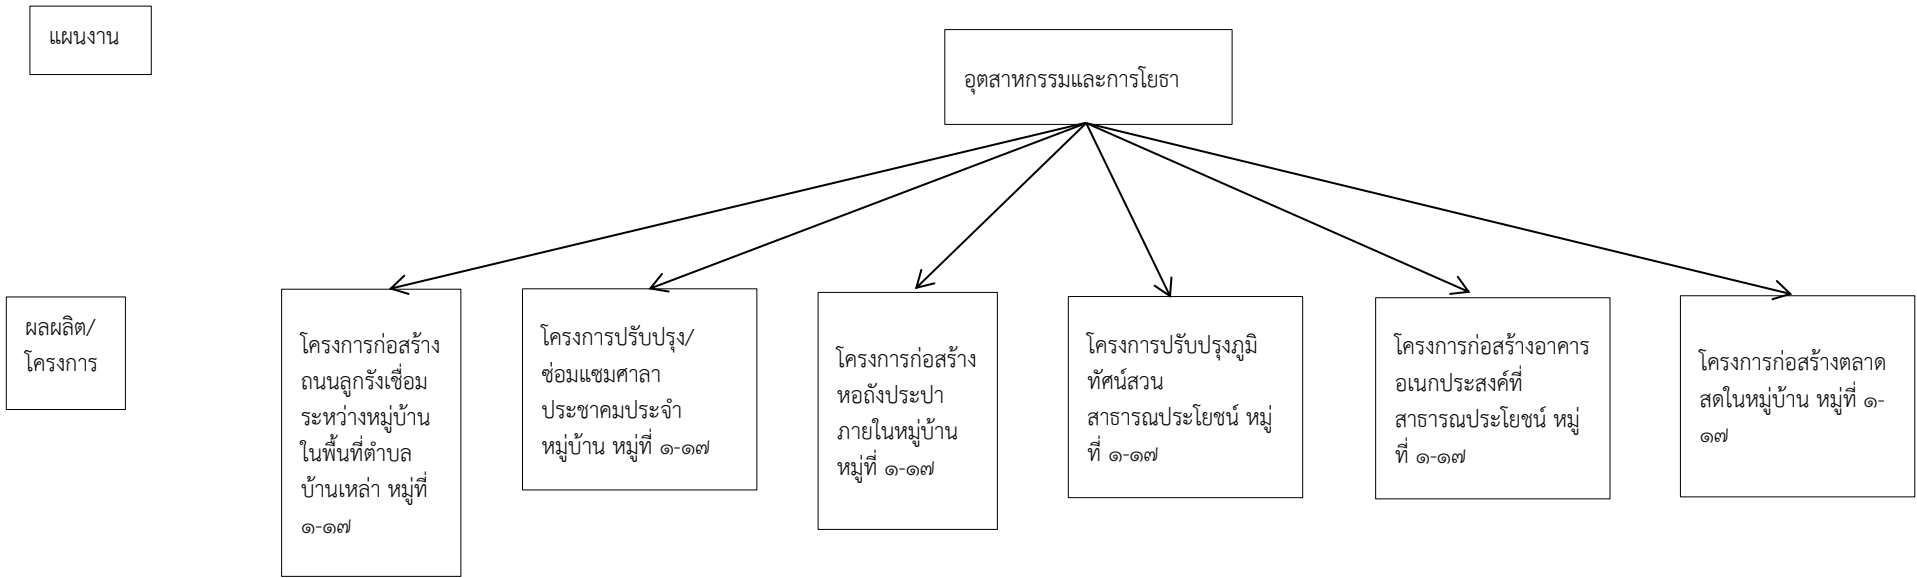 แผนงาน
อุตสาหกรรมและการโยธา
ผลผลิต/
โครงการ
โครงการก่อสร้าง
ถนนลูกรังเชื่อม
ระหว่างหมู่บ้าน
ในพื้นที่ตำบล
บ้านเหล่า หมู่ที่
๑-๑๗
โครงการปรับปรุง/
ซ่อมแซมศาลา
ประชาคมประจำ
หมู่บ้าน หมู่ที่ ๑-๑๗
โครงการก่อสร้าง
หอถังประปา
ภายในหมู่บ้าน
หมู่ที่ ๑-๑๗
โครงการปรับปรุงภูมิ
ทัศน์สวน
สาธารณประโยชน์ หมู่
ที่ ๑-๑๗
โครงการก่อสร้างอาคาร
อเนกประสงค์ที่
สาธารณประโยชน์ หมู่
ที่ ๑-๑๗
โครงการก่อสร้างตลาด
สดในหมู่บ้าน หมู่ที่ ๑-
๑๗